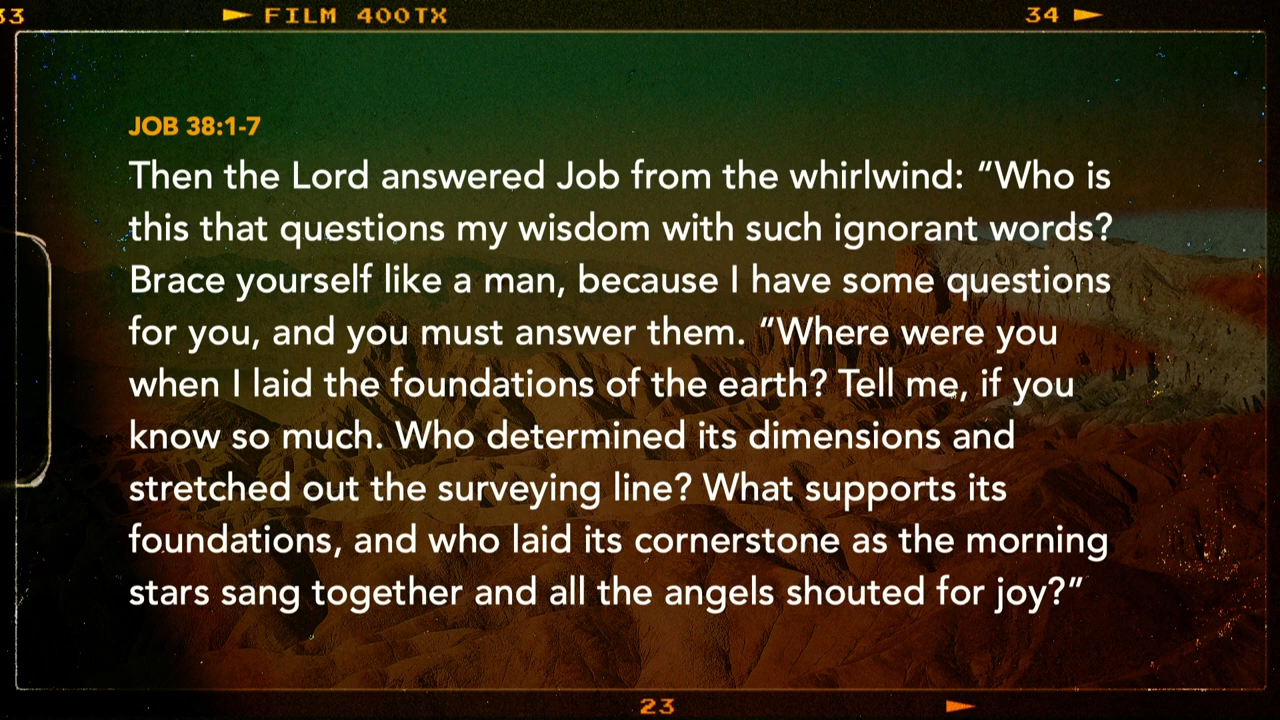 33 ► FILM 400TX 34 ►
JOB 38:1-7
Then the Lord answered Job from the whirlwind: “Who is
this that questions my wisdom with such ignorant words?
Brace yourself like a man, because I have some questions
for you, and you must answer them. “Where were you
when I laid the foundations of the earth? Tell me, if you
know so much. Who determined its dimensions and
stretched out the surveying line? What supports its
foundations, and who laid its cornerstone as the morning
stars sang together and all the angels shouted for joy?”
23 ►